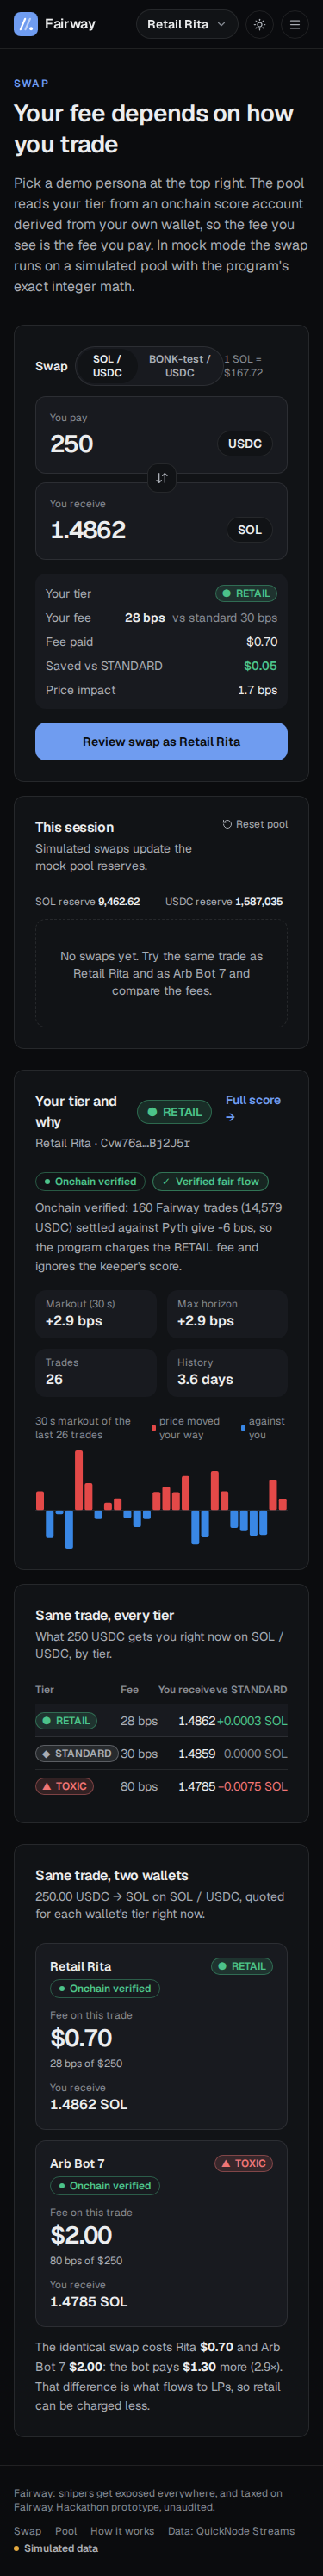 Fairway
Retail Rita
SWAP
Your fee depends on how
you trade
Pick a demo persona at the top right. The pool
reads your tier from an onchain score account
derived from your own wallet, so the fee you
see is the fee you pay. In mock mode the swap
runs on a simulated pool with the program's
exact integer math.
Swap
SOL /
USDC
BONK-test /
USDC
1 SOL =
$167.72
You pay
250
USDC
You receive
1.4862
SOL
Your tier
RETAIL
Your fee
28 bps vs standard 30 bps
Fee paid
$0.70
Saved vs STANDARD
$0.05
Price impact
1.7 bps
Review swap as Retail Rita
This session
Reset pool
Simulated swaps update the
mock pool reserves.
SOL reserve 9,462.62
USDC reserve 1,587,035
No swaps yet. Try the same trade as
Retail Rita and as Arb Bot 7 and
compare the fees.
Your tier and
why
RETAIL
Full score
→
Retail Rita · Cvw76a…Bj2J5r
Onchain verified
✓ Verified fair flow
Onchain verified: 160 Fairway trades (14,579
USDC) settled against Pyth give -6 bps, so
the program charges the RETAIL fee and
ignores the keeper's score.
Markout (30 s)
+2.9 bps
Max horizon
+2.9 bps
Trades
26
History
3.6 days
30 s markout of the
last 26 trades
price moved
your way
against
you
Same trade, every tier
What 250 USDC gets you right now on SOL /
USDC, by tier.
Tier Fee You receive vs STANDARD
RETAIL 28 bps 1.4862 +0.0003 SOL
STANDARD 30 bps 1.4859 0.0000 SOL
TOXIC 80 bps 1.4785 −0.0075 SOL
Same trade, two wallets
250.00 USDC → SOL on SOL / USDC, quoted
for each wallet's tier right now.
Retail Rita
RETAIL
Onchain verified
Fee on this trade
$0.70
28 bps of $250
You receive
1.4862 SOL
Arb Bot 7
TOXIC
Onchain verified
Fee on this trade
$2.00
80 bps of $250
You receive
1.4785 SOL
The identical swap costs Rita $0.70 and Arb
Bot 7 $2.00: the bot pays $1.30 more (2.9×).
That difference is what flows to LPs, so retail
can be charged less.
Fairway: snipers get exposed everywhere, and taxed on
Fairway. Hackathon prototype, unaudited.
Swap Pool How it works Data: QuickNode Streams
Simulated data